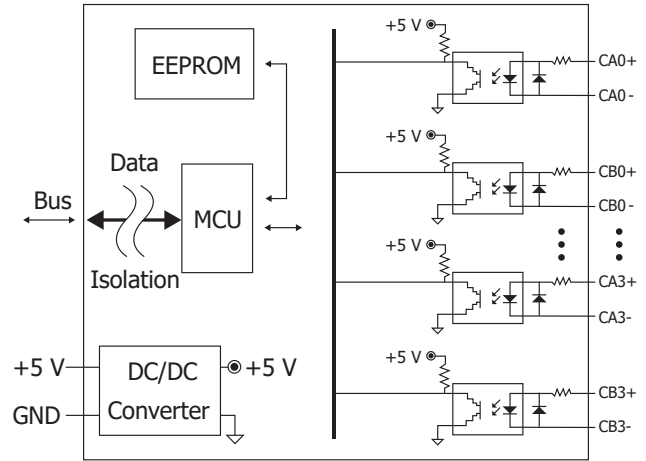 EEPROM
Data
Bus
MCU
Isolation
+5 V
DC/DC
Converter
+5 V
GND
+5 V
CA0+
CA0-
+5 V
CB0+
CB0-
+5 V
CA3+
CA3-
+5 V
CB3+
CB3-